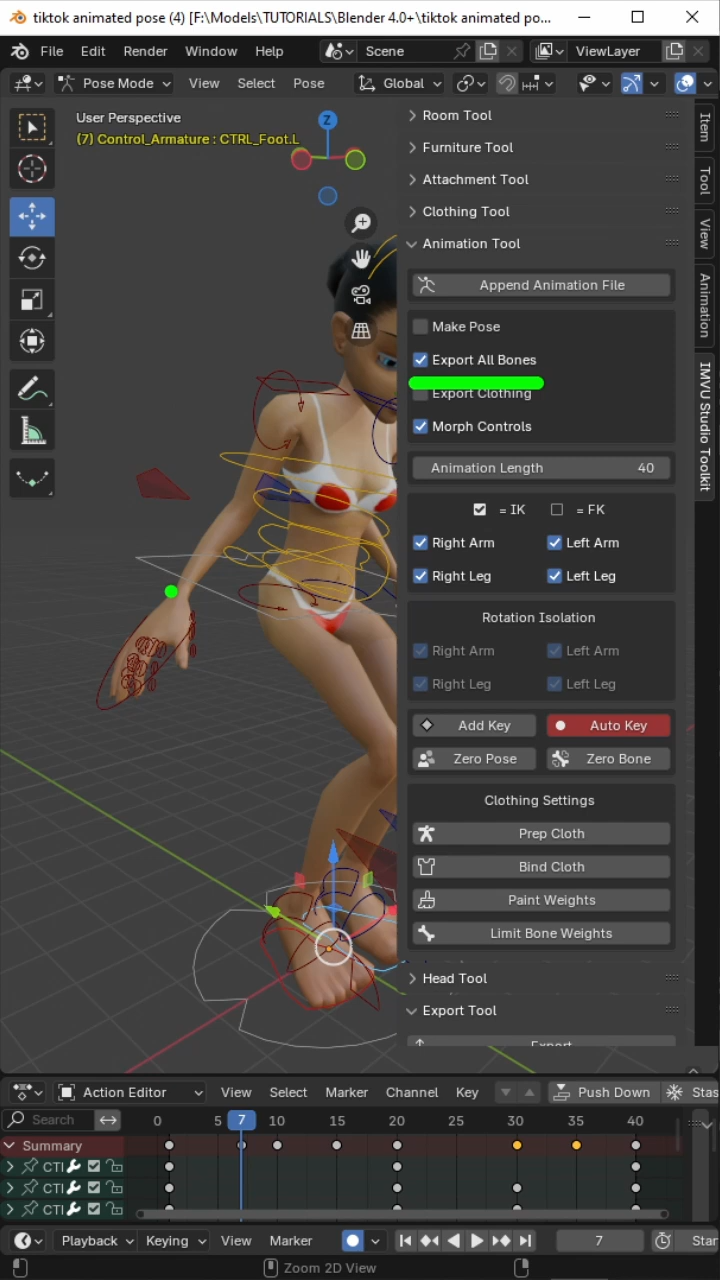 tiktok animated pose (4) [F:\Models\TUTORIALS\Blender 4.0+\tiktok animated po...
File Edit Render Window Help Scene ViewLayer
Pose Mode View Select Pose Global
User Perspective
(7) Control_Armature : CTRL_Foot.L
Z
Room Tool
Furniture Tool
Attachment Tool
Clothing Tool
Animation Tool
Append Animation File
Make Pose
Export All Bones
Export Clothing
Morph Controls
Animation Length 40
= IK = FK
Right Arm Left Arm
Right Leg Left Leg
Rotation Isolation
Right Arm Left Arm
Right Leg Left Leg
Add Key Auto Key
Zero Pose Zero Bone
Clothing Settings
Prep Cloth
Bind Cloth
Paint Weights
Limit Bone Weights
Head Tool
Export Tool
Export
Item
Tool
View
Animation
IMVU Studio Toolkit
Action Editor View Select Marker Channel Key Push Down Stas
Search 0 5 7 10 15 20 25 30 35 40
Summary
CTI
CTI
CTI
Playback Keying View Marker 7 Star
Zoom 2D View